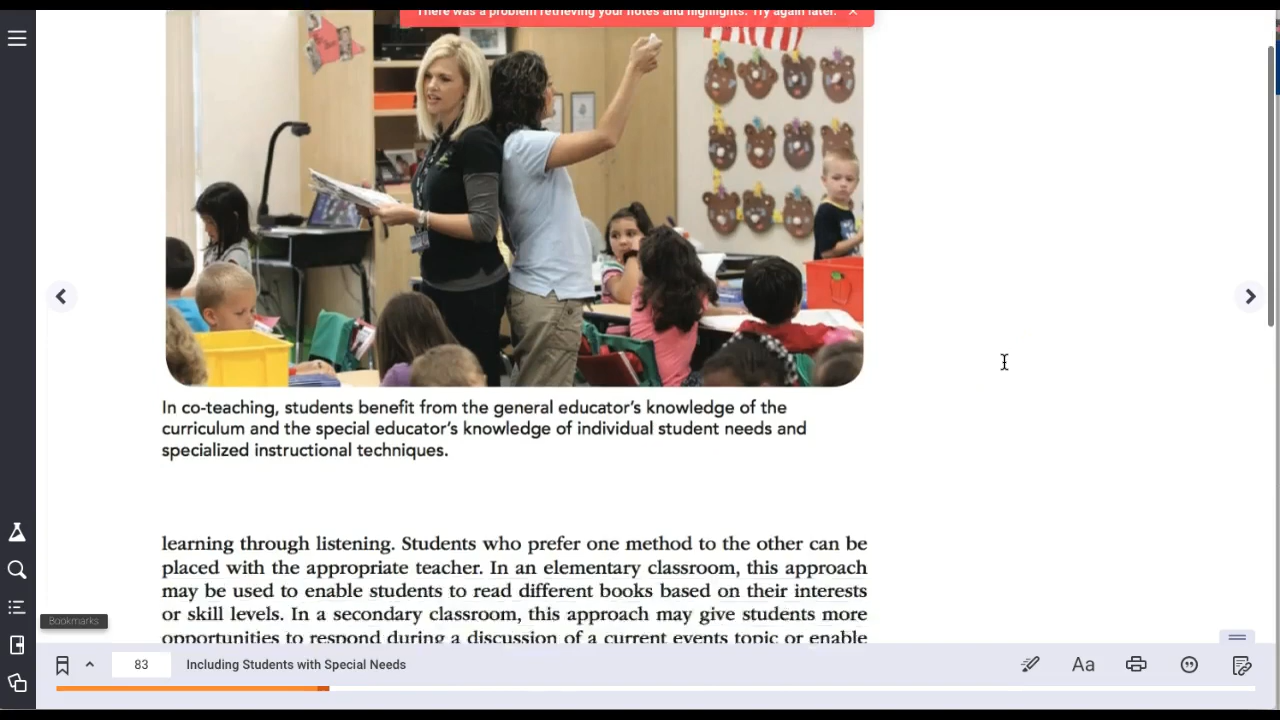 There was a problem retrieving your notes and highlights. Try again later.
In co-teaching, students benefit from the general educator's knowledge of the
curriculum and the special educator's knowledge of individual student needs and
specialized instructional techniques.
learning through listening. Students who prefer one method to the other can be
placed with the appropriate teacher. In an elementary classroom, this approach
may be used to enable students to read different books based on their interests
or skill levels. In a secondary classroom, this approach may give students more
opportunities to respond during a discussion of a current events topic or enable
Bookmarks
83 Including Students with Special Needs
Aa